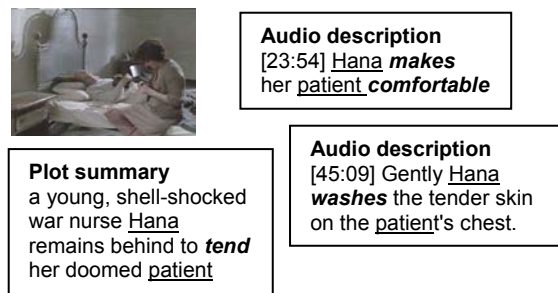 Audio description
[23:54] Hana makes
her patient comfortable
Audio description
[45:09] Gently Hana
washes the tender skin
on the patient's chest.
Plot summary
a young, shell-shocked
war nurse Hana
remains behind to tend
her doomed patient